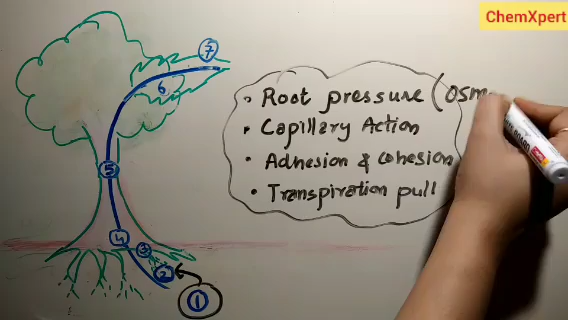 ChemXpert
7
6
• Root pressure (osm
• Capillary Action
• Adhesion & Cohesion
• Transpiration pull
5
4
3
2
1